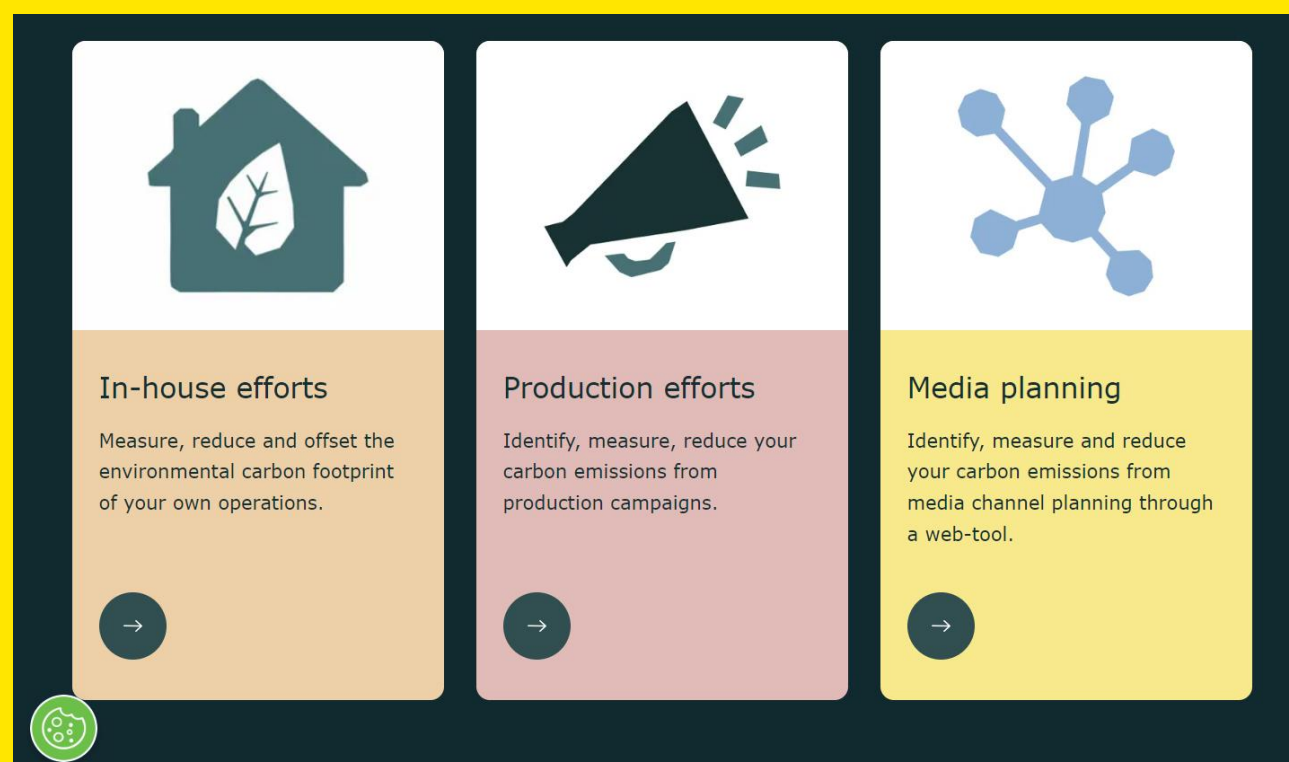 In-house efforts
Measure, reduce and offset the
environmental carbon footprint
of your own operations.
Production efforts
Identify, measure, reduce your
carbon emissions from
production campaigns.
Media planning
Identify, measure and reduce
your carbon emissions from
media channel planning through
a web-tool.